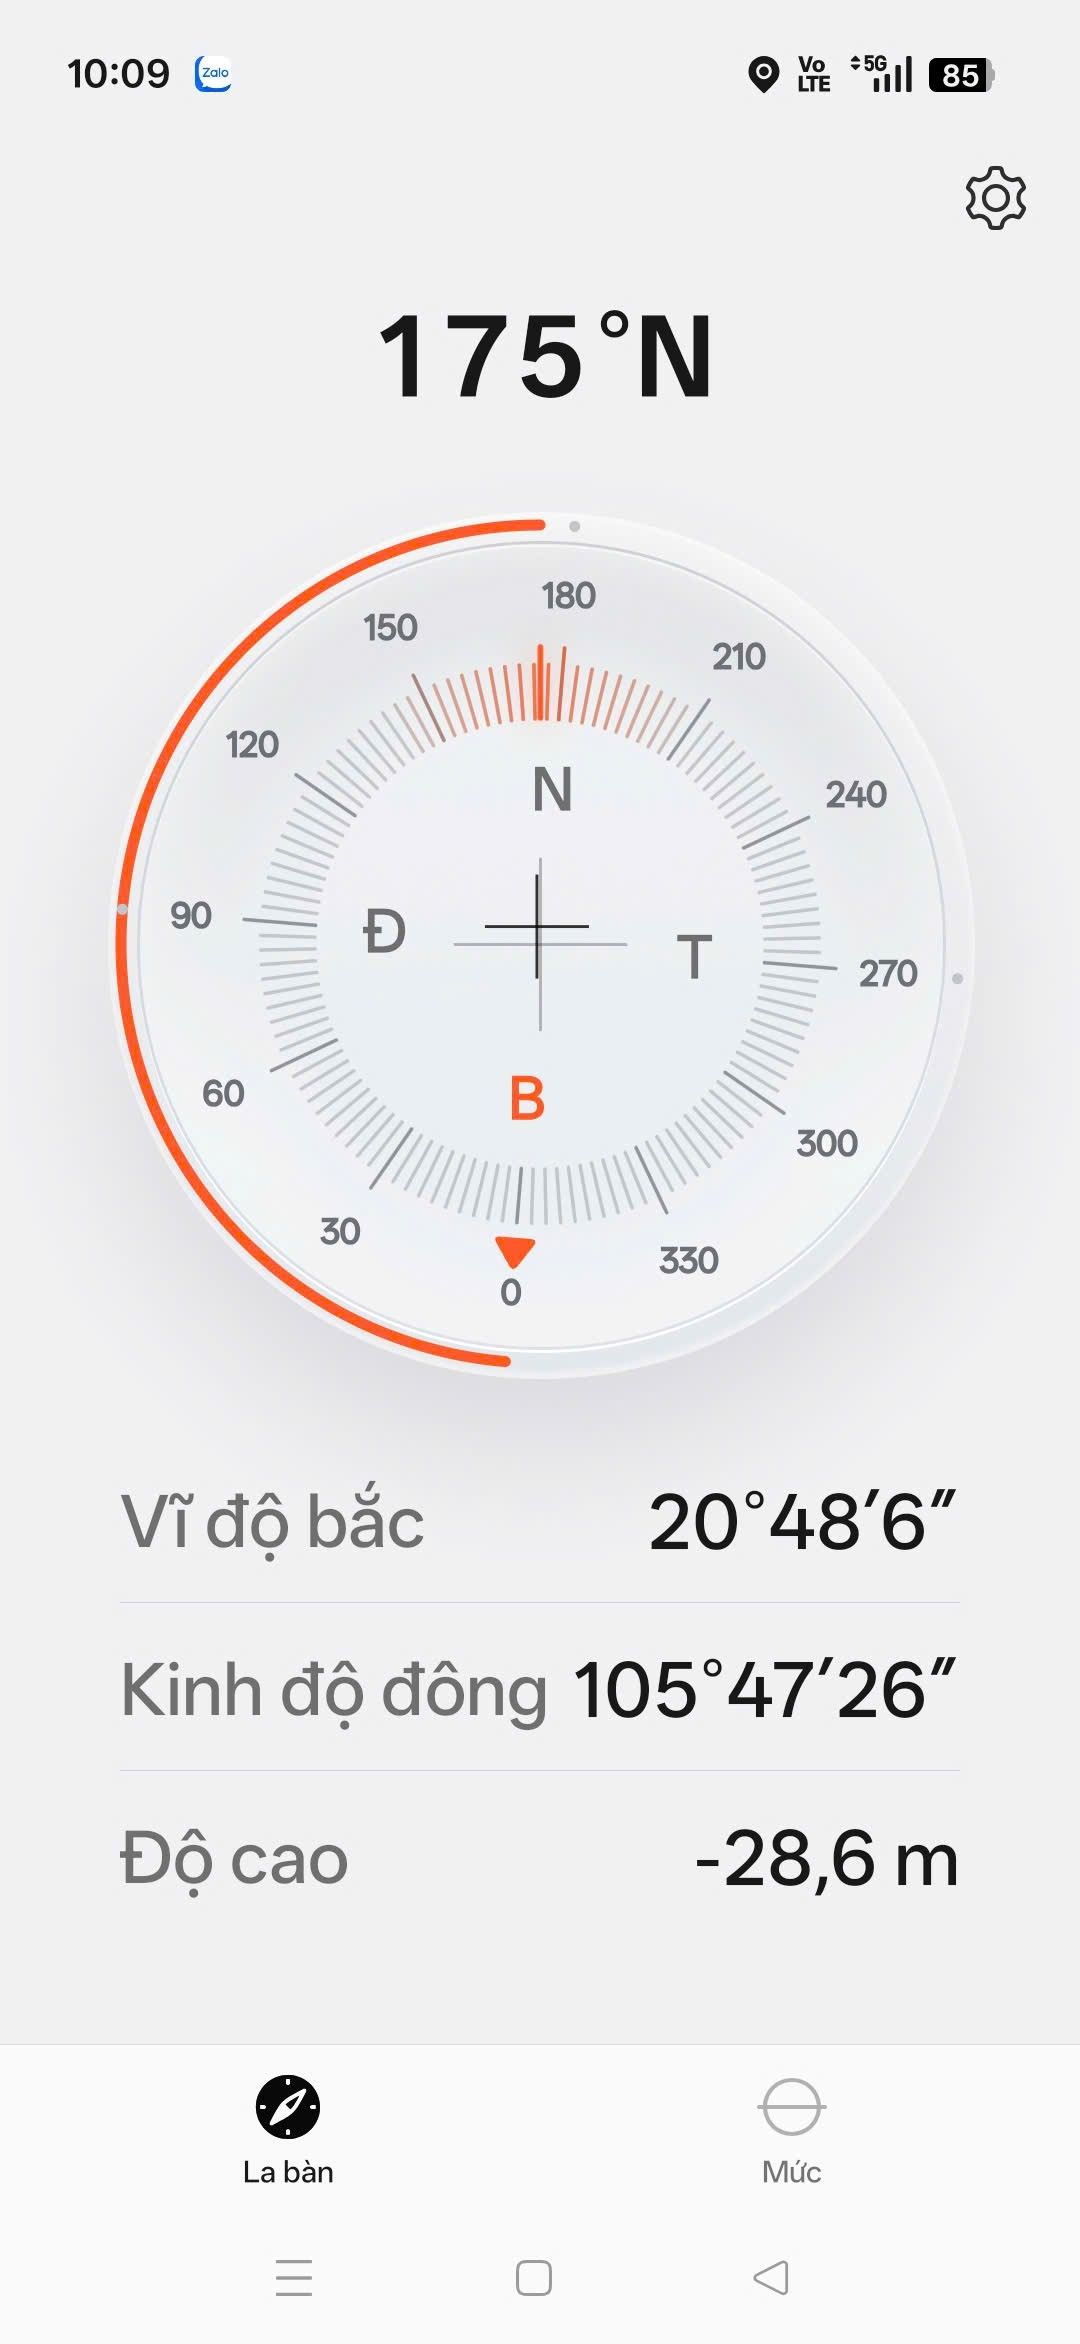 10:09 Zalo Vo LTE 5G 85
175°N
180
150
210
120
240
N
90
Đ
T
270
B
60
300
30
330
0
Vĩ độ bắc 20°48′6″
Kinh độ đông 105°47′26″
Độ cao -28,6 m
La bàn Mức